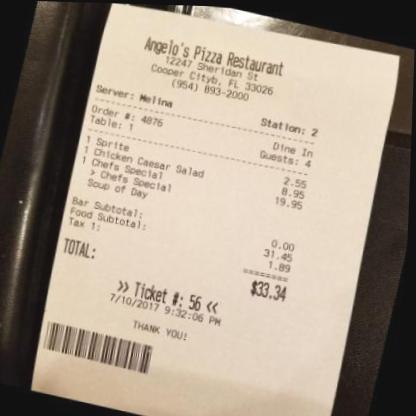 Angelo's Pizza Restaurant
12247 Sheridan St
Cooper Cityb, FL 33026
(954) 893-2000
Server: Melina Station: 2
Order #: 4876 Dine In
Table: 1 Guests: 4
1 Sprite 2.55
1 Chicken Caesar Salad 8.95
1 Chefs Special 19.95
> Chefs Special
Soup of Day
Bar Subtotal: 0.00
Food Subtotal: 31.45
Tax 1: 1.89
========
TOTAL: $33.34
>> Ticket #: 56 <<
7/10/2017 9:32:06 PM
THANK YOU!